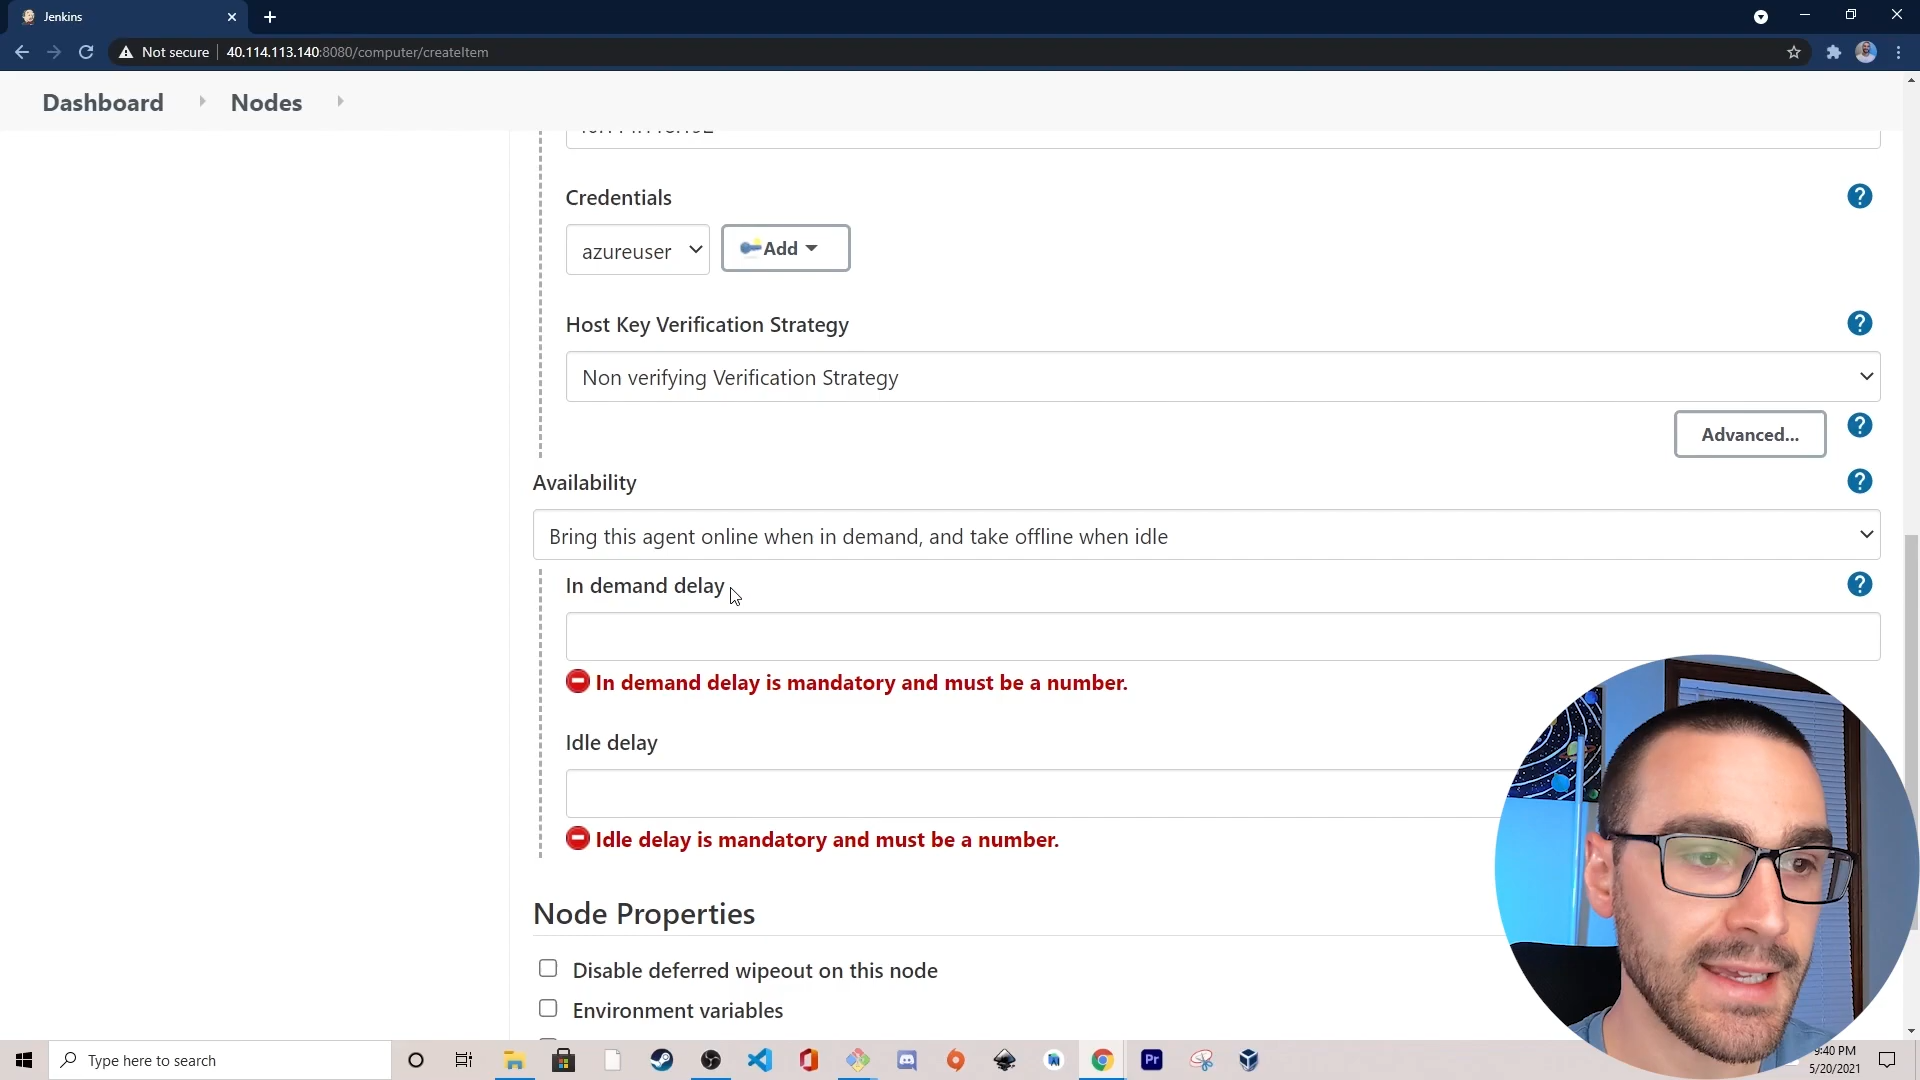 Jenkins
Not secure
40.114.113.140:8080/computer/createItem
Dashboard
Nodes
Credentials
azureuser
Add
Host Key Verification Strategy
Non verifying Verification Strategy
Advanced...
Availability
Bring this agent online when in demand, and take offline when idle
In demand delay
In demand delay is mandatory and must be a number.
Idle delay
Idle delay is mandatory and must be a number.
Node Properties
Disable deferred wipeout on this node
Environment variables
Type here to search
Pr
9:40 PM
5/20/2021